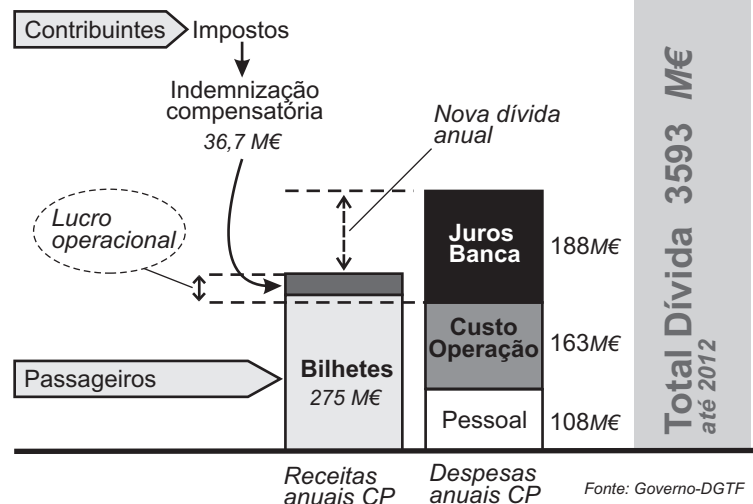 Contribuintes
Impostos
Indemnização
compensatória
36,7 M€
Nova dívida
anual
Lucro
operacional
Juros
Banca
188M€
Custo
Operação
163M€
Passageiros
Bilhetes
275 M€
Pessoal
108M€
Receitas
anuais CP
Despesas
anuais CP
Fonte: Governo-DGTF
Total Dívida 3593 M€
até 2012